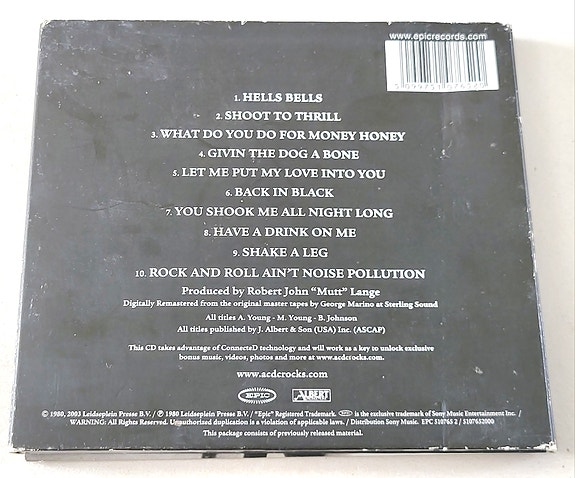 www.epicrecords.com
1. HELLS BELLS
2. SHOOT TO THRILL
3. WHAT DO YOU DO FOR MONEY HONEY
4. GIVIN THE DOG A BONE
5. LET ME PUT MY LOVE INTO YOU
6. BACK IN BLACK
7. YOU SHOOK ME ALL NIGHT LONG
8. HAVE A DRINK ON ME
9. SHAKE A LEG
10. ROCK AND ROLL AIN'T NOISE POLLUTION
Produced by Robert John "Mutt" Lange
Digitally Remastered from the original master tapes by George Marino at Sterling Sound
All titles A. Young - M. Young - B. Johnson
All titles published by J. Albert & Son (USA) Inc. (ASCAP)
This CD takes advantage of ConnecteD technology and will work as a key to unlock exclusive
bonus music, videos, photos and more at www.acdcrocks.com.
www.acdcrocks.com
EPIC ALBERT
© 1980, 2003 Leidseplein Presse B.V. / ℗ 1980 Leidseplein Presse B.V. / "Epic" Registered Trademark. EPIC is the exclusive trademark of Sony Music Entertainment Inc. /
WARNING: All Rights Reserved. Unauthorized duplication is a violation of applicable laws. / Distribution Sony Music. EPC 510765 2 / 5107652000
This package consists of previously released material.